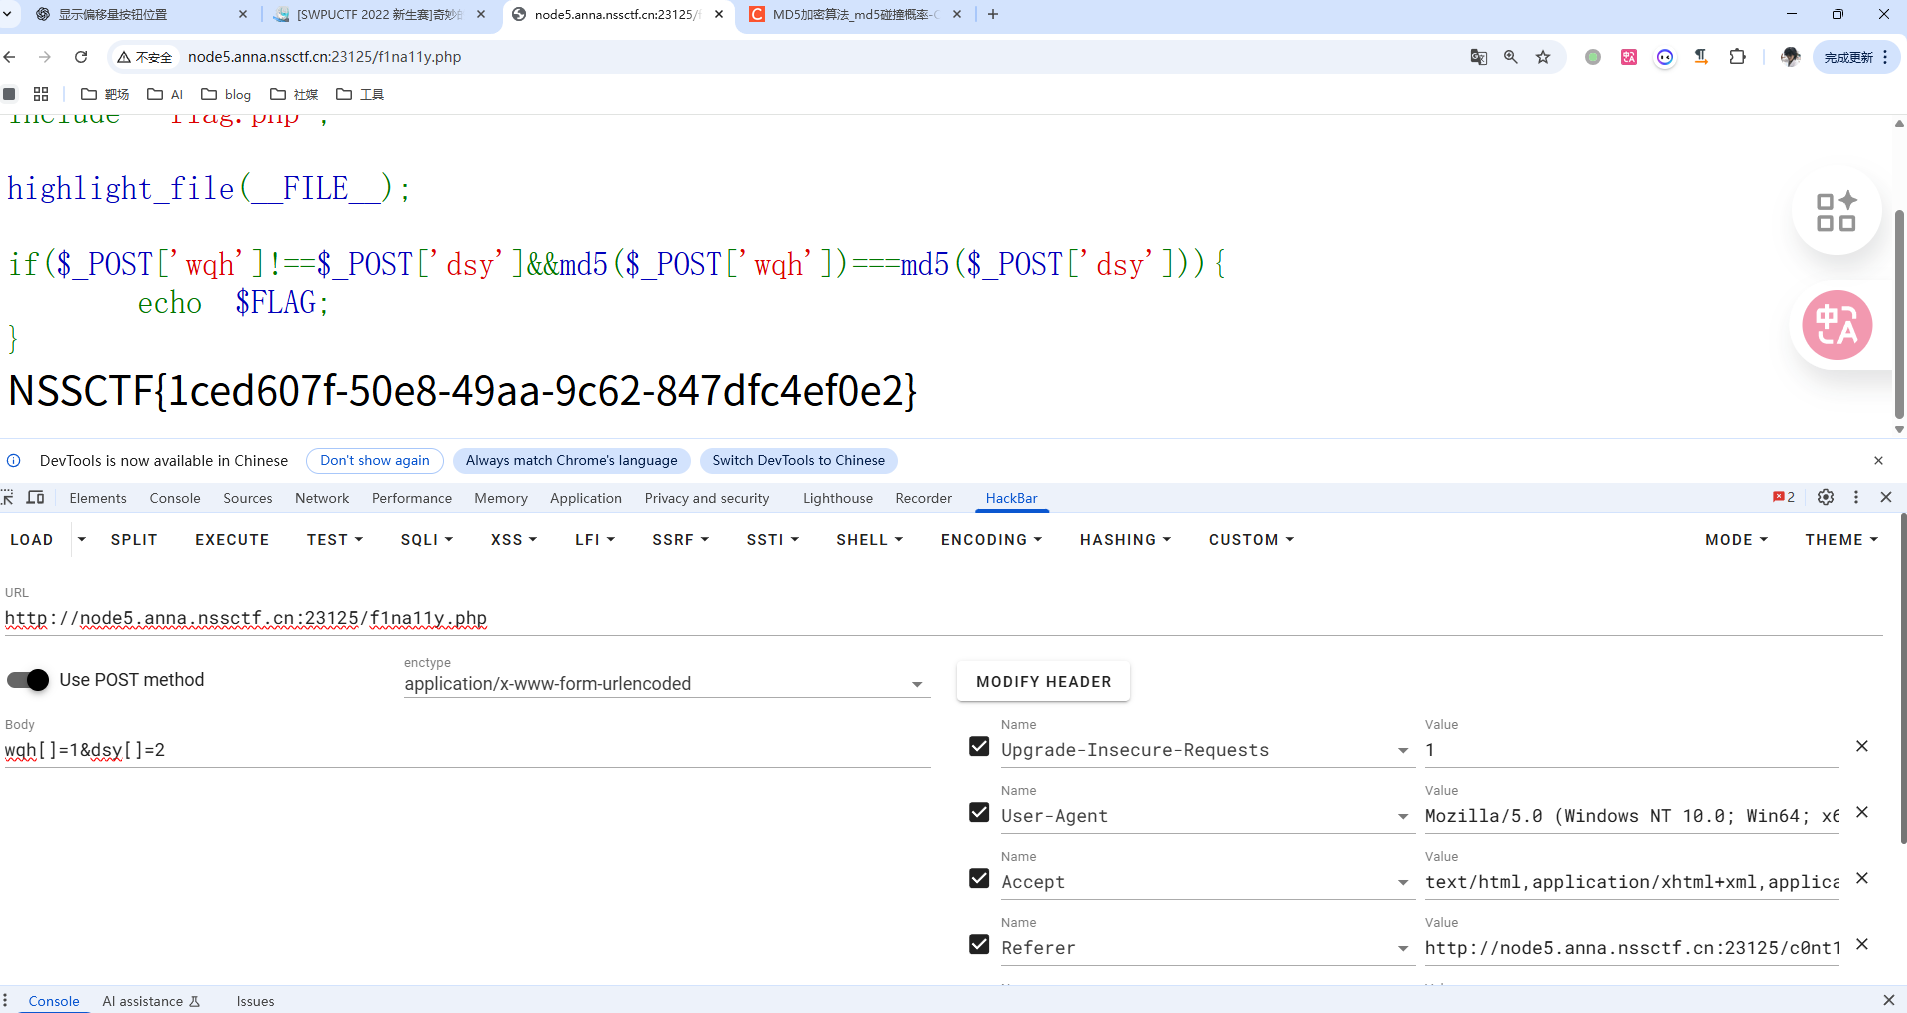 显示偏移量按钮位置
[SWPUCTF 2022 新生赛]奇妙的
node5.anna.nssctf.cn:23125/f
MD5加密算法_md5碰撞概率-C
不安全
node5.anna.nssctf.cn:23125/f1na11y.php
完成更新
靶场
AI
blog
社媒
工具
include "flag.php";
highlight_file(__FILE__);
if($_POST['wqh']!==$_POST['dsy']&&md5($_POST['wqh'])===md5($_POST['dsy'])){
echo $FLAG;
}
NSSCTF{1ced607f-50e8-49aa-9c62-847dfc4ef0e2}
中A
DevTools is now available in Chinese
Don't show again
Always match Chrome's language
Switch DevTools to Chinese
Elements
Console
Sources
Network
Performance
Memory
Application
Privacy and security
Lighthouse
Recorder
HackBar
2
LOAD
SPLIT
EXECUTE
TEST
SQLI
XSS
LFI
SSRF
SSTI
SHELL
ENCODING
HASHING
CUSTOM
MODE
THEME
URL
http://node5.anna.nssctf.cn:23125/f1na11y.php
Use POST method
enctype
application/x-www-form-urlencoded
MODIFY HEADER
Body
wqh[]=1&dsy[]=2
Name
Value
Upgrade-Insecure-Requests
1
Name
Value
User-Agent
Mozilla/5.0 (Windows NT 10.0; Win64; x6
Name
Value
Accept
text/html,application/xhtml+xml,applica
Name
Value
Referer
http://node5.anna.nssctf.cn:23125/c0nt1
Console
AI assistance
Issues